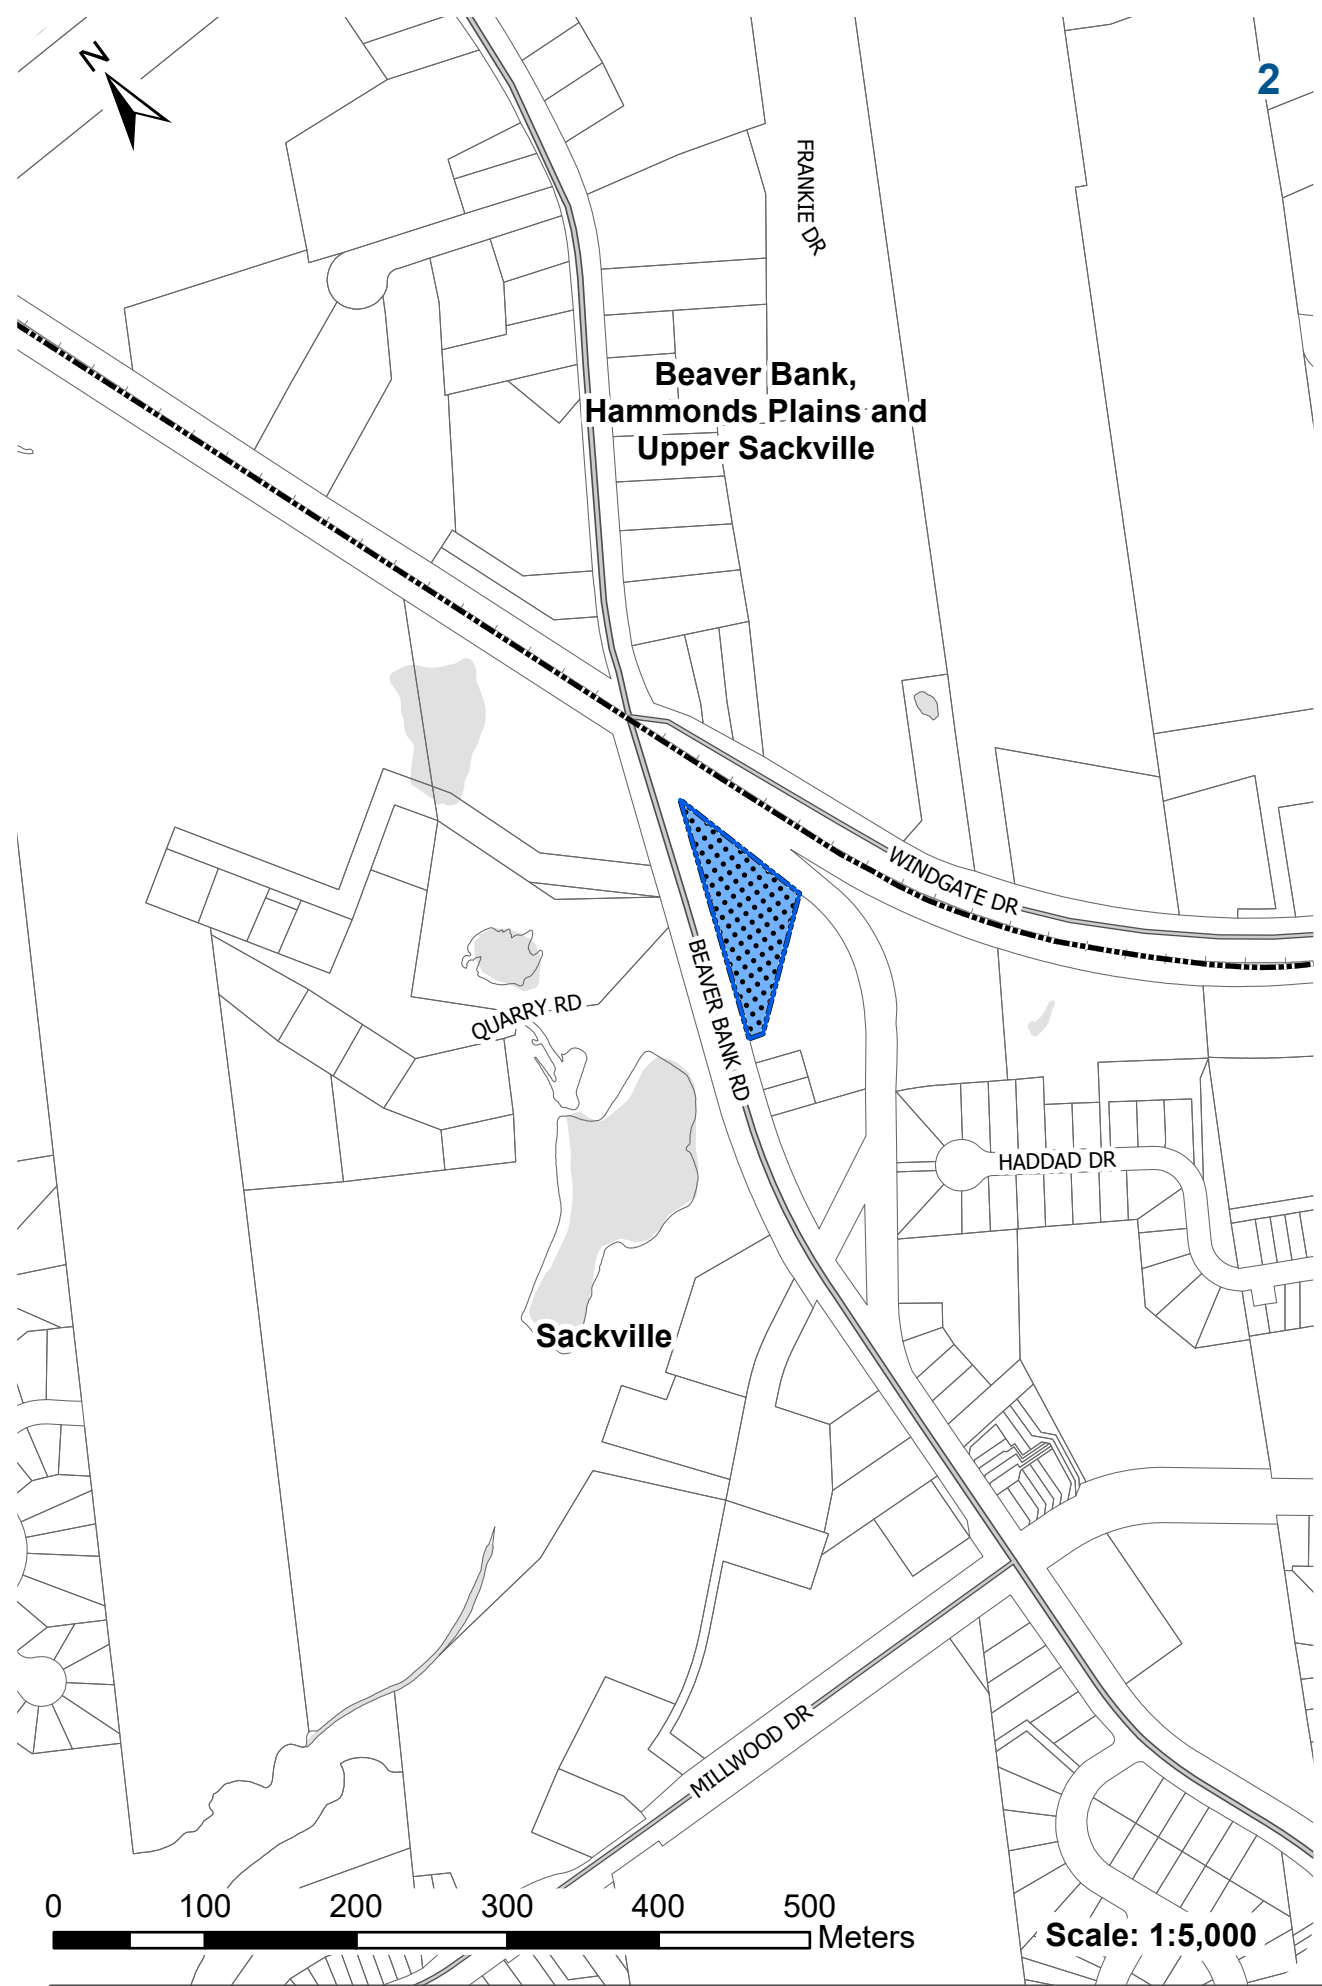 N
2
FRANKIE DR
Beaver Bank,
Hammonds Plains and
Upper Sackville
WINDGATE DR
BEAVER BANK RD
QUARRY RD
HADDAD DR
Sackville
MILLWOOD DR
0 100 200 300 400 500
Meters
Scale: 1:5,000